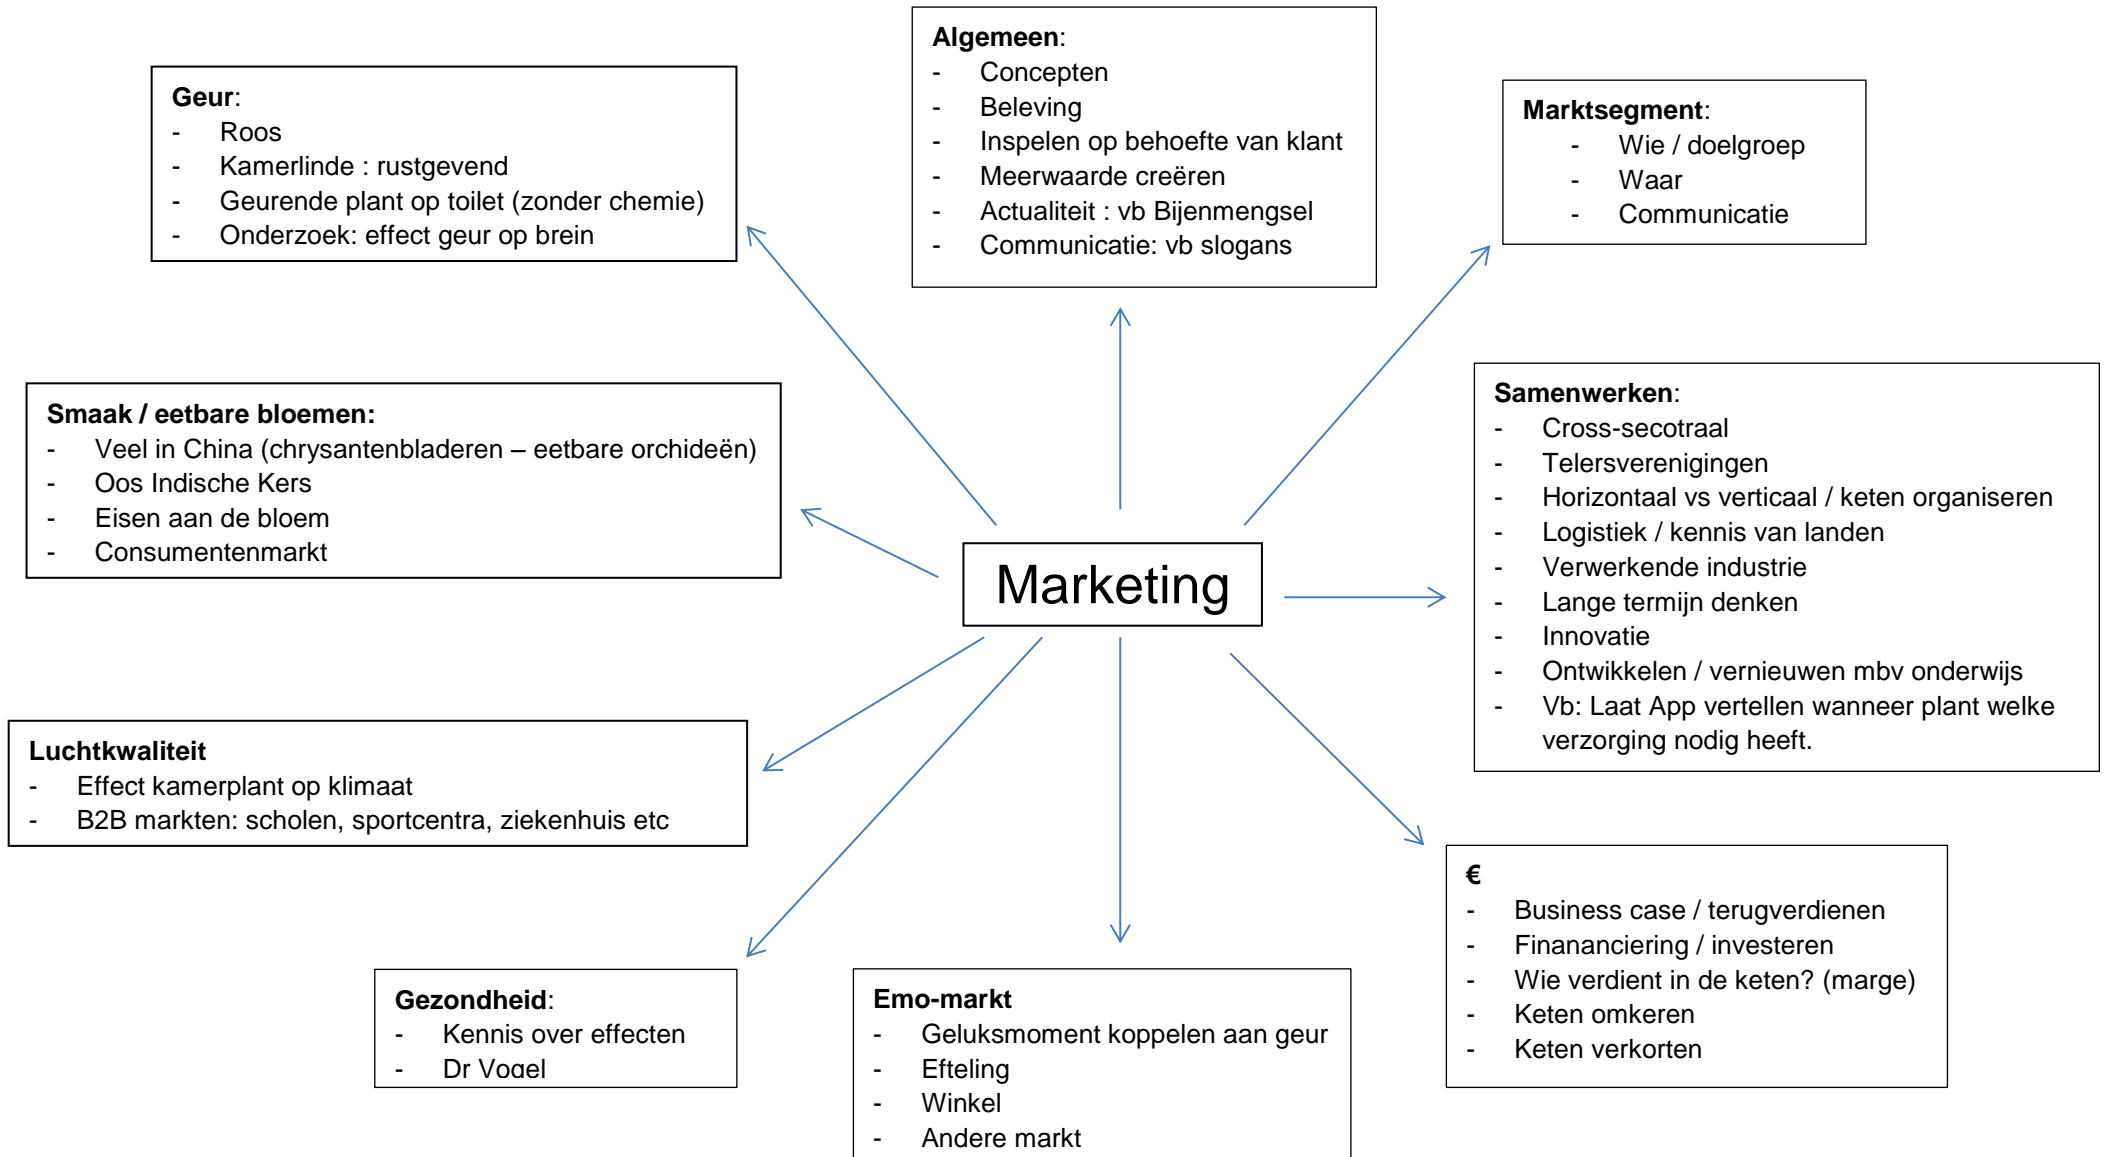 Algemeen:
- Concepten
- Beleving
- Inspelen op behoefte van klant
- Meerwaarde creëren
- Actualiteit : vb Bijenmengsel
- Communicatie: vb slogans
Geur:
- Roos
- Kamerlinde : rustgevend
- Geurende plant op toilet (zonder chemie)
- Onderzoek: effect geur op brein
Marktsegment:
- Wie / doelgroep
- Waar
- Communicatie
Smaak / eetbare bloemen:
- Veel in China (chrysantenbladeren – eetbare orchideën)
- Oos Indische Kers
- Eisen aan de bloem
- Consumentenmarkt
Samenwerken:
- Cross-secotraal
- Telersverenigingen
- Horizontaal vs verticaal / keten organiseren
- Logistiek / kennis van landen
- Verwerkende industrie
- Lange termijn denken
- Innovatie
- Ontwikkelen / vernieuwen mbv onderwijs
- Vb: Laat App vertellen wanneer plant welke
verzorging nodig heeft.
Marketing
Luchtkwaliteit
- Effect kamerplant op klimaat
- B2B markten: scholen, sportcentra, ziekenhuis etc
€
- Business case / terugverdienen
- Finananciering / investeren
- Wie verdient in de keten? (marge)
- Keten omkeren
- Keten verkorten
Gezondheid:
- Kennis over effecten
- Dr Vogel
Emo-markt
- Geluksmoment koppelen aan geur
- Efteling
- Winkel
- Andere markt